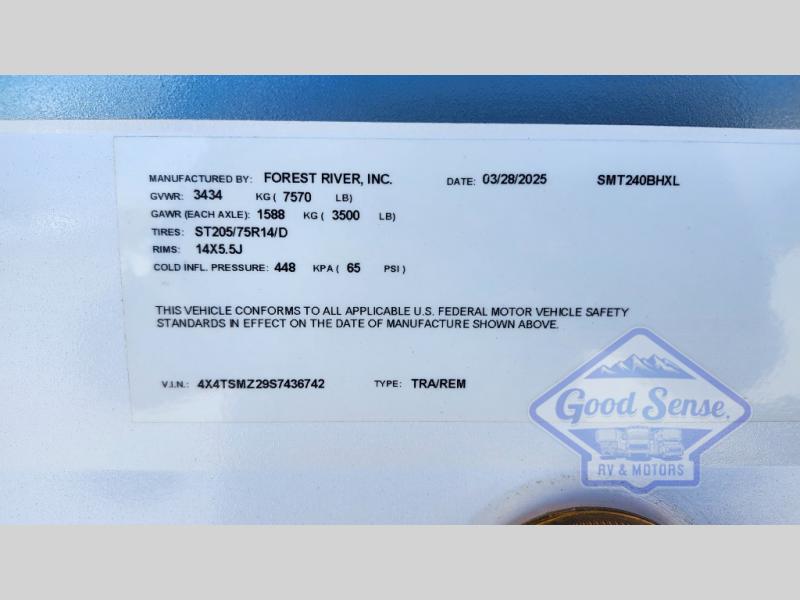 MANUFACTURED BY: FOREST RIVER, INC. DATE: 03/28/2025 SMT240BHXL
GVWR: 3434 KG ( 7570 LB)
GAWR (EACH AXLE): 1588 KG ( 3500 LB)
TIRES: ST205/75R14/D
RIMS: 14X5.5J
COLD INFL. PRESSURE: 448 KPA ( 65 PSI )
THIS VEHICLE CONFORMS TO ALL APPLICABLE U.S. FEDERAL MOTOR VEHICLE SAFETY
STANDARDS IN EFFECT ON THE DATE OF MANUFACTURE SHOWN ABOVE.
V.I.N.: 4X4TSMZ29S7436742 TYPE: TRA/REM
Good Sense
RV & MOTORS